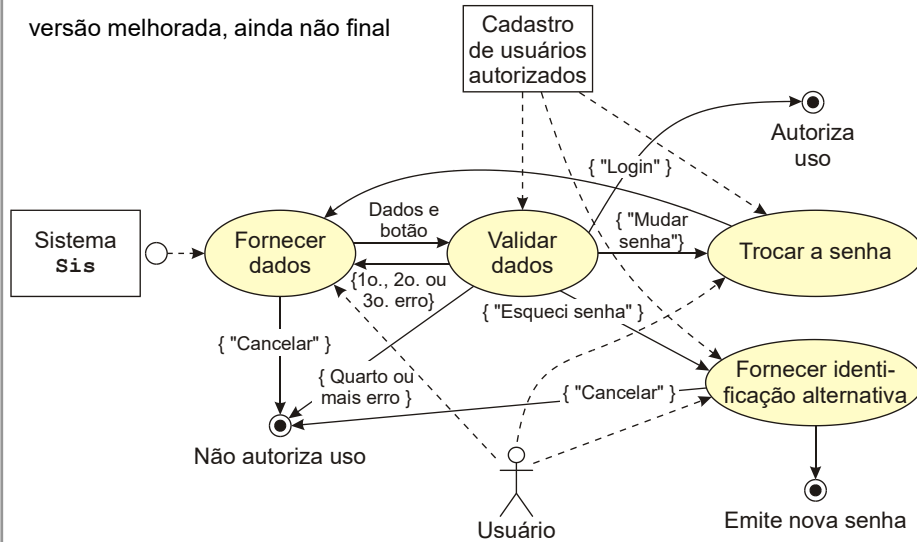 versão melhorada, ainda não final
Cadastro
de usuários
autorizados
Autoriza
uso
{ "Login" }
Dados e
botão
{ "Mudar
senha"}
Sistema
Sis
Fornecer
dados
Validar
dados
Trocar a senha
{1o., 2o. ou
3o. erro}
{ "Esqueci senha" }
{ "Cancelar" }
{ Quarto ou
mais erro }
Fornecer identi-
ficação alternativa
{ "Cancelar" }
Não autoriza uso
Usuário
Emite nova senha